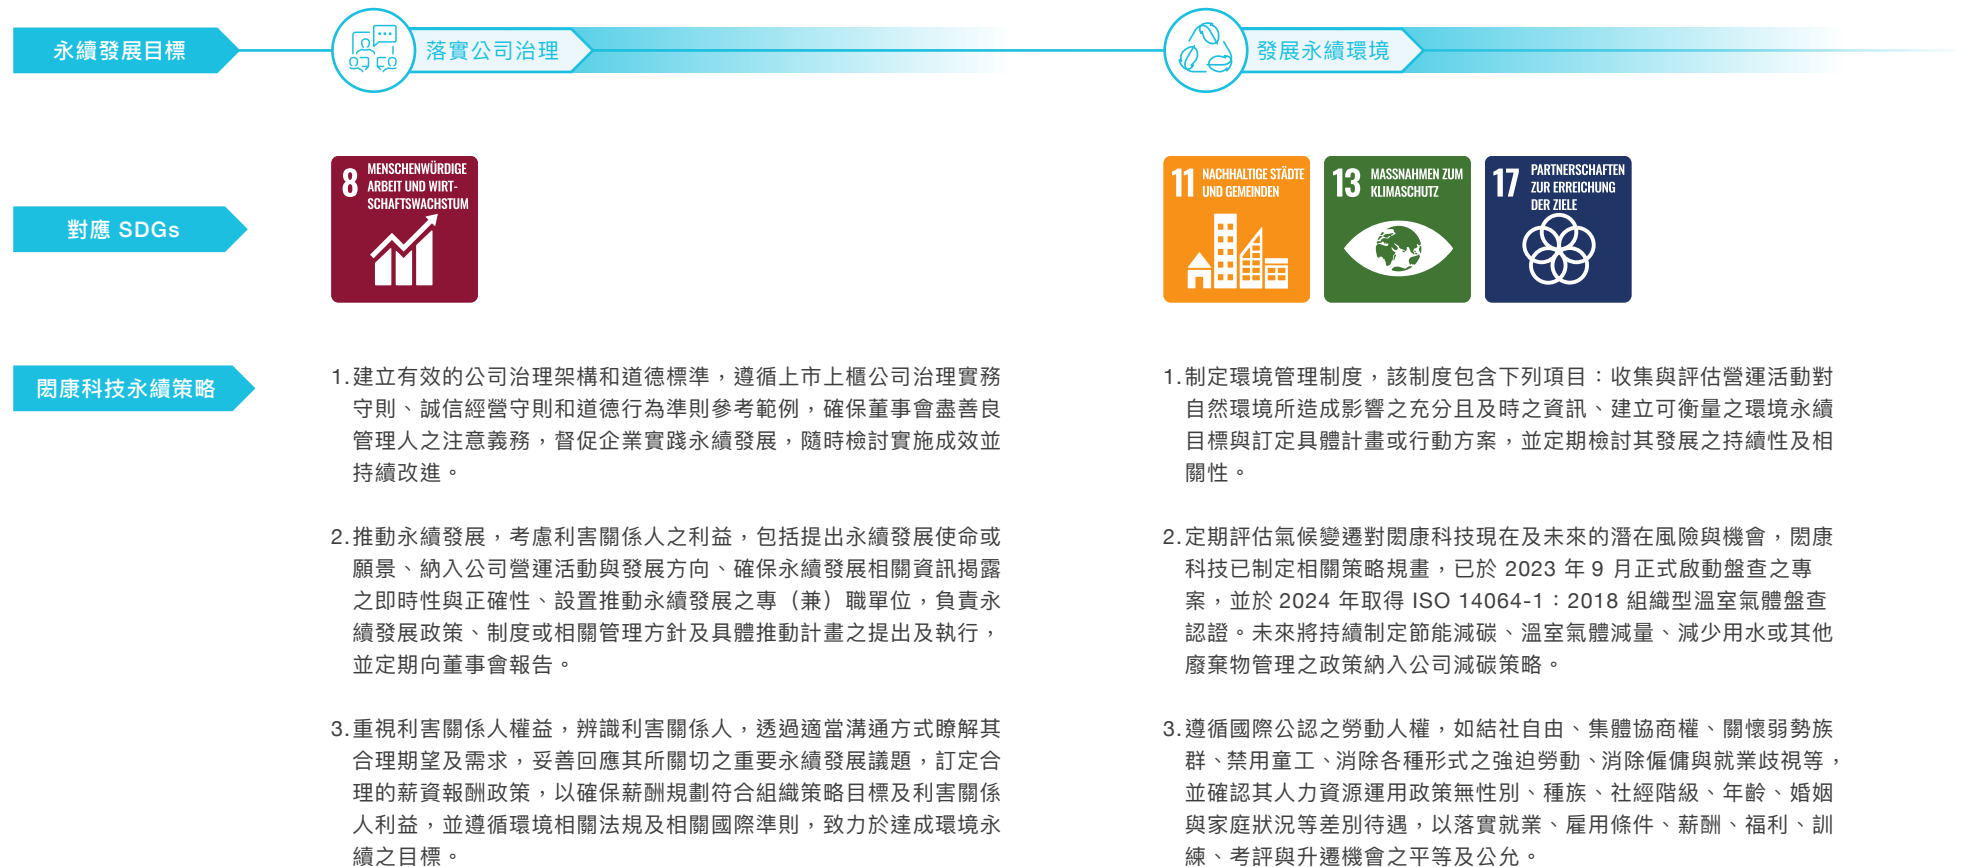 永續發展目標
落實公司治理
發展永續環境
對應 SDGs
8 MENSCHENWÜRDIGE
ARBEIT UND WIRT-
SCHAFTSWACHSTUM
11 NACHHALTIGE STÄDTE
UND GEMEINDEN
13 MASSNAHMEN ZUM
KLIMASCHUTZ
17 PARTNERSCHAFTEN
ZUR ERREICHUNG
DER ZIELE
閎康科技永續策略
1.建立有效的公司治理架構和道德標準，遵循上市上櫃公司治理實務
守則、誠信經營守則和道德行為準則參考範例，確保董事會盡善良
管理人之注意義務，督促企業實踐永續發展，隨時檢討實施成效並
持續改進。
2.推動永續發展，考慮利害關係人之利益，包括提出永續發展使命或
願景、納入公司營運活動與發展方向、確保永續發展相關資訊揭露
之即時性與正確性、設置推動永續發展之專（兼）職單位，負責永
續發展政策、制度或相關管理方針及具體推動計畫之提出及執行，
並定期向董事會報告。
3.重視利害關係人權益，辨識利害關係人，透過適當溝通方式瞭解其
合理期望及需求，妥善回應其所關切之重要永續發展議題，訂定合
理的薪資報酬政策，以確保薪酬規劃符合組織策略目標及利害關係
人利益，並遵循環境相關法規及相關國際準則，致力於達成環境永
續之目標。
1.制定環境管理制度，該制度包含下列項目：收集與評估營運活動對
自然環境所造成影響之充分且及時之資訊、建立可衡量之環境永續
目標與訂定具體計畫或行動方案，並定期檢討其發展之持續性及相
關性。
2.定期評估氣候變遷對閎康科技現在及未來的潛在風險與機會，閎康
科技已制定相關策略規畫，已於 2023 年 9 月正式啟動盤查之專
案，並於 2024 年取得 ISO 14064-1：2018 組織型溫室氣體盤查
認證。未來將持續制定節能減碳、溫室氣體減量、減少用水或其他
廢棄物管理之政策納入公司減碳策略。
3.遵循國際公認之勞動人權，如結社自由、集體協商權、關懷弱勢族
群、禁用童工、消除各種形式之強迫勞動、消除僱傭與就業歧視等，
並確認其人力資源運用政策無性別、種族、社經階級、年齡、婚姻
與家庭狀況等差別待遇，以落實就業、雇用條件、薪酬、福利、訓
練、考評與升遷機會之平等及公允。